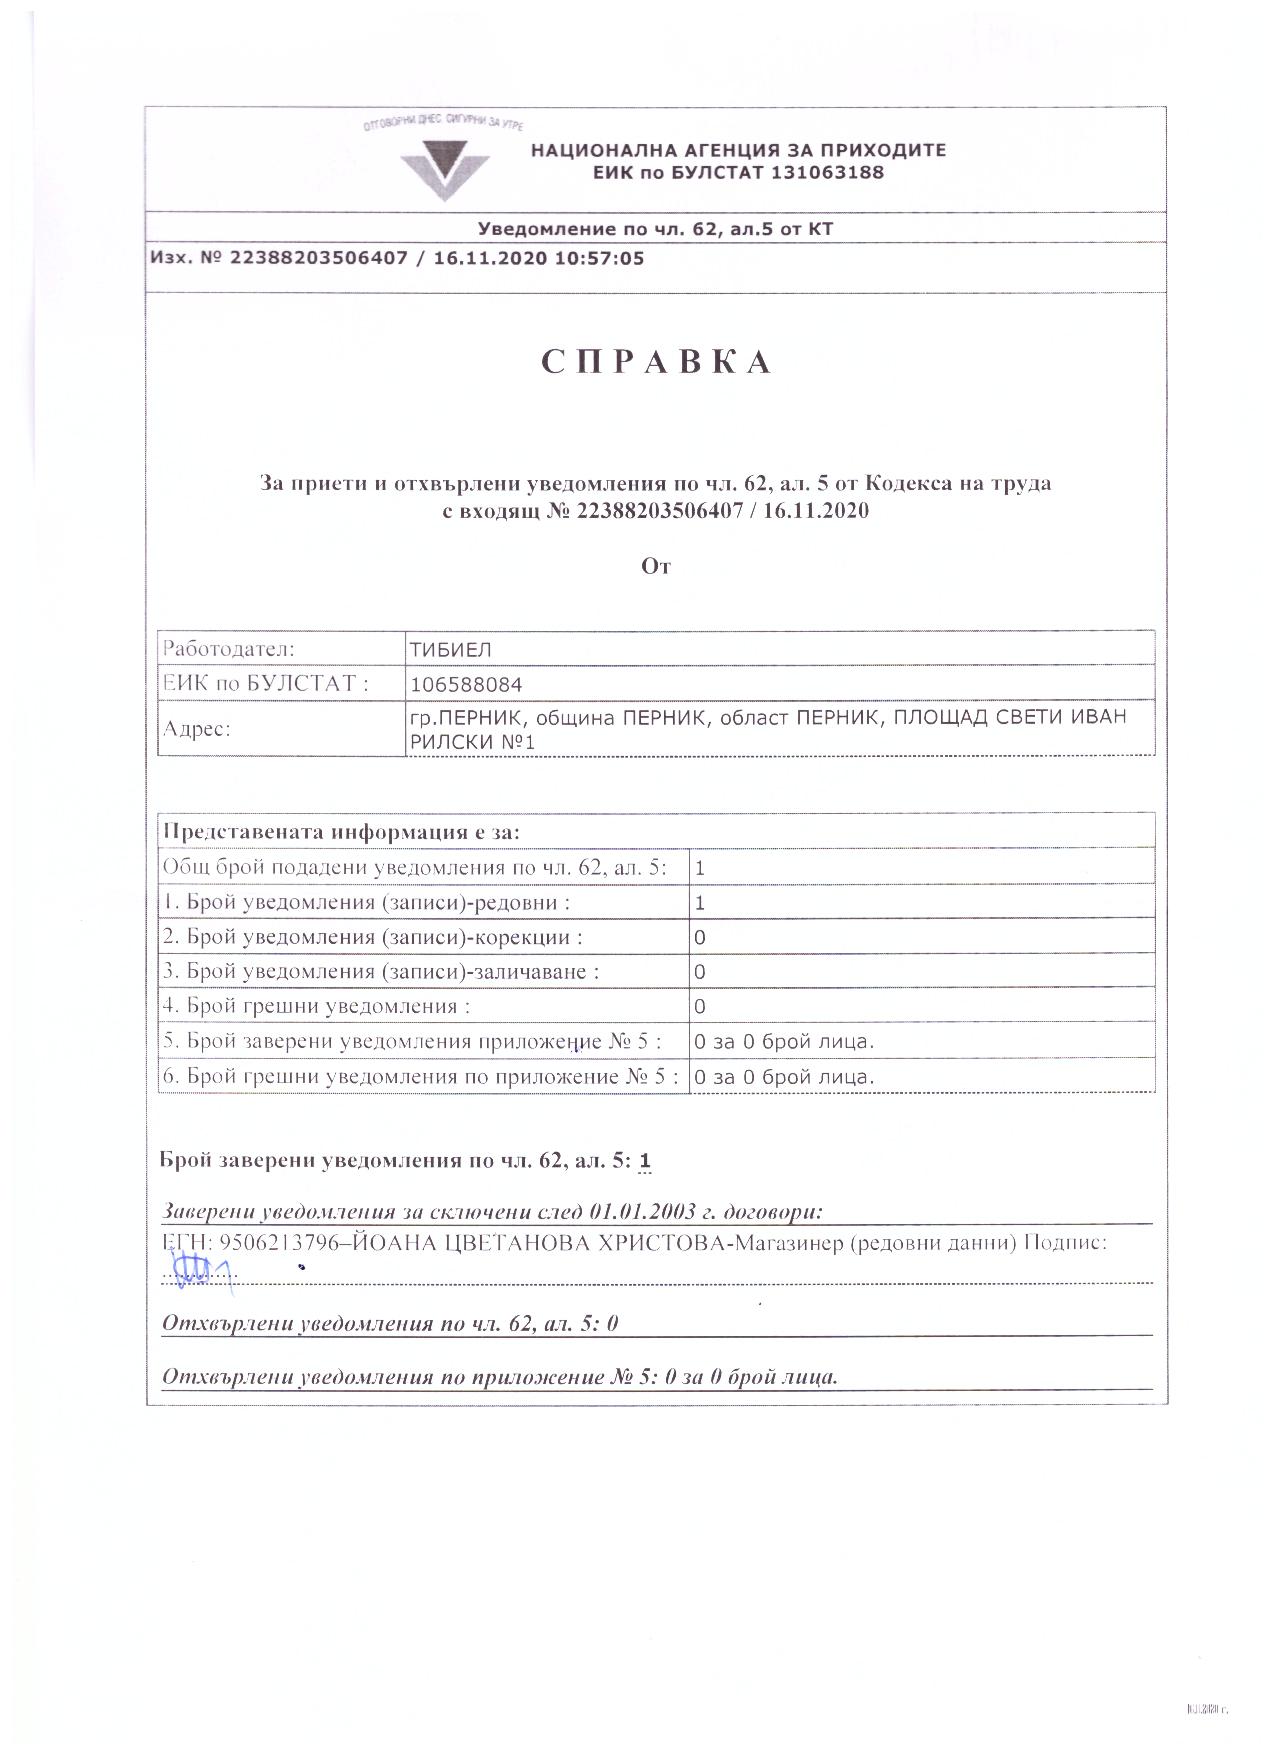 ОТГОВОРНИ ДНЕС СИГУРНИ ЗА УТРЕ
НАЦИОНАЛНА АГЕНЦИЯ ЗА ПРИХОДИТЕ
ЕИК по БУЛСТАТ 131063188
Уведомление по чл. 62, ал.5 от КТ
Изх. № 22388203506407 / 16.11.2020 10:57:05
С П Р А В К А
За приети и отхвърлени уведомления по чл. 62, ал. 5 от Кодекса на труда
с входящ № 22388203506407 / 16.11.2020
От
Работодател: ТИБИЕЛ
ЕИК по БУЛСТАТ : 106588084
Адрес: гр.ПЕРНИК, община ПЕРНИК, област ПЕРНИК, ПЛОЩАД СВЕТИ ИВАН
РИЛСКИ №1
Представената информация е за:
Общ брой подадени уведомления по чл. 62, ал. 5: 1
1. Брой уведомления (записи)-редовни : 1
2. Брой уведомления (записи)-корекции : 0
3. Брой уведомления (записи)-заличаване : 0
4. Брой грешни уведомления : 0
5. Брой заверени уведомления приложение № 5 : 0 за 0 брой лица.
6. Брой грешни уведомления по приложение № 5 : 0 за 0 брой лица.
Брой заверени уведомления по чл. 62, ал. 5: 1
Заверени уведомления за сключени след 01.01.2003 г. договори:
ЕГН: 9506213796–ЙОАНА ЦВЕТАНОВА ХРИСТОВА-Магазинер (редовни данни) Подпис:
............
Отхвърлени уведомления по чл. 62, ал. 5: 0
Отхвърлени уведомления по приложение № 5: 0 за 0 брой лица.